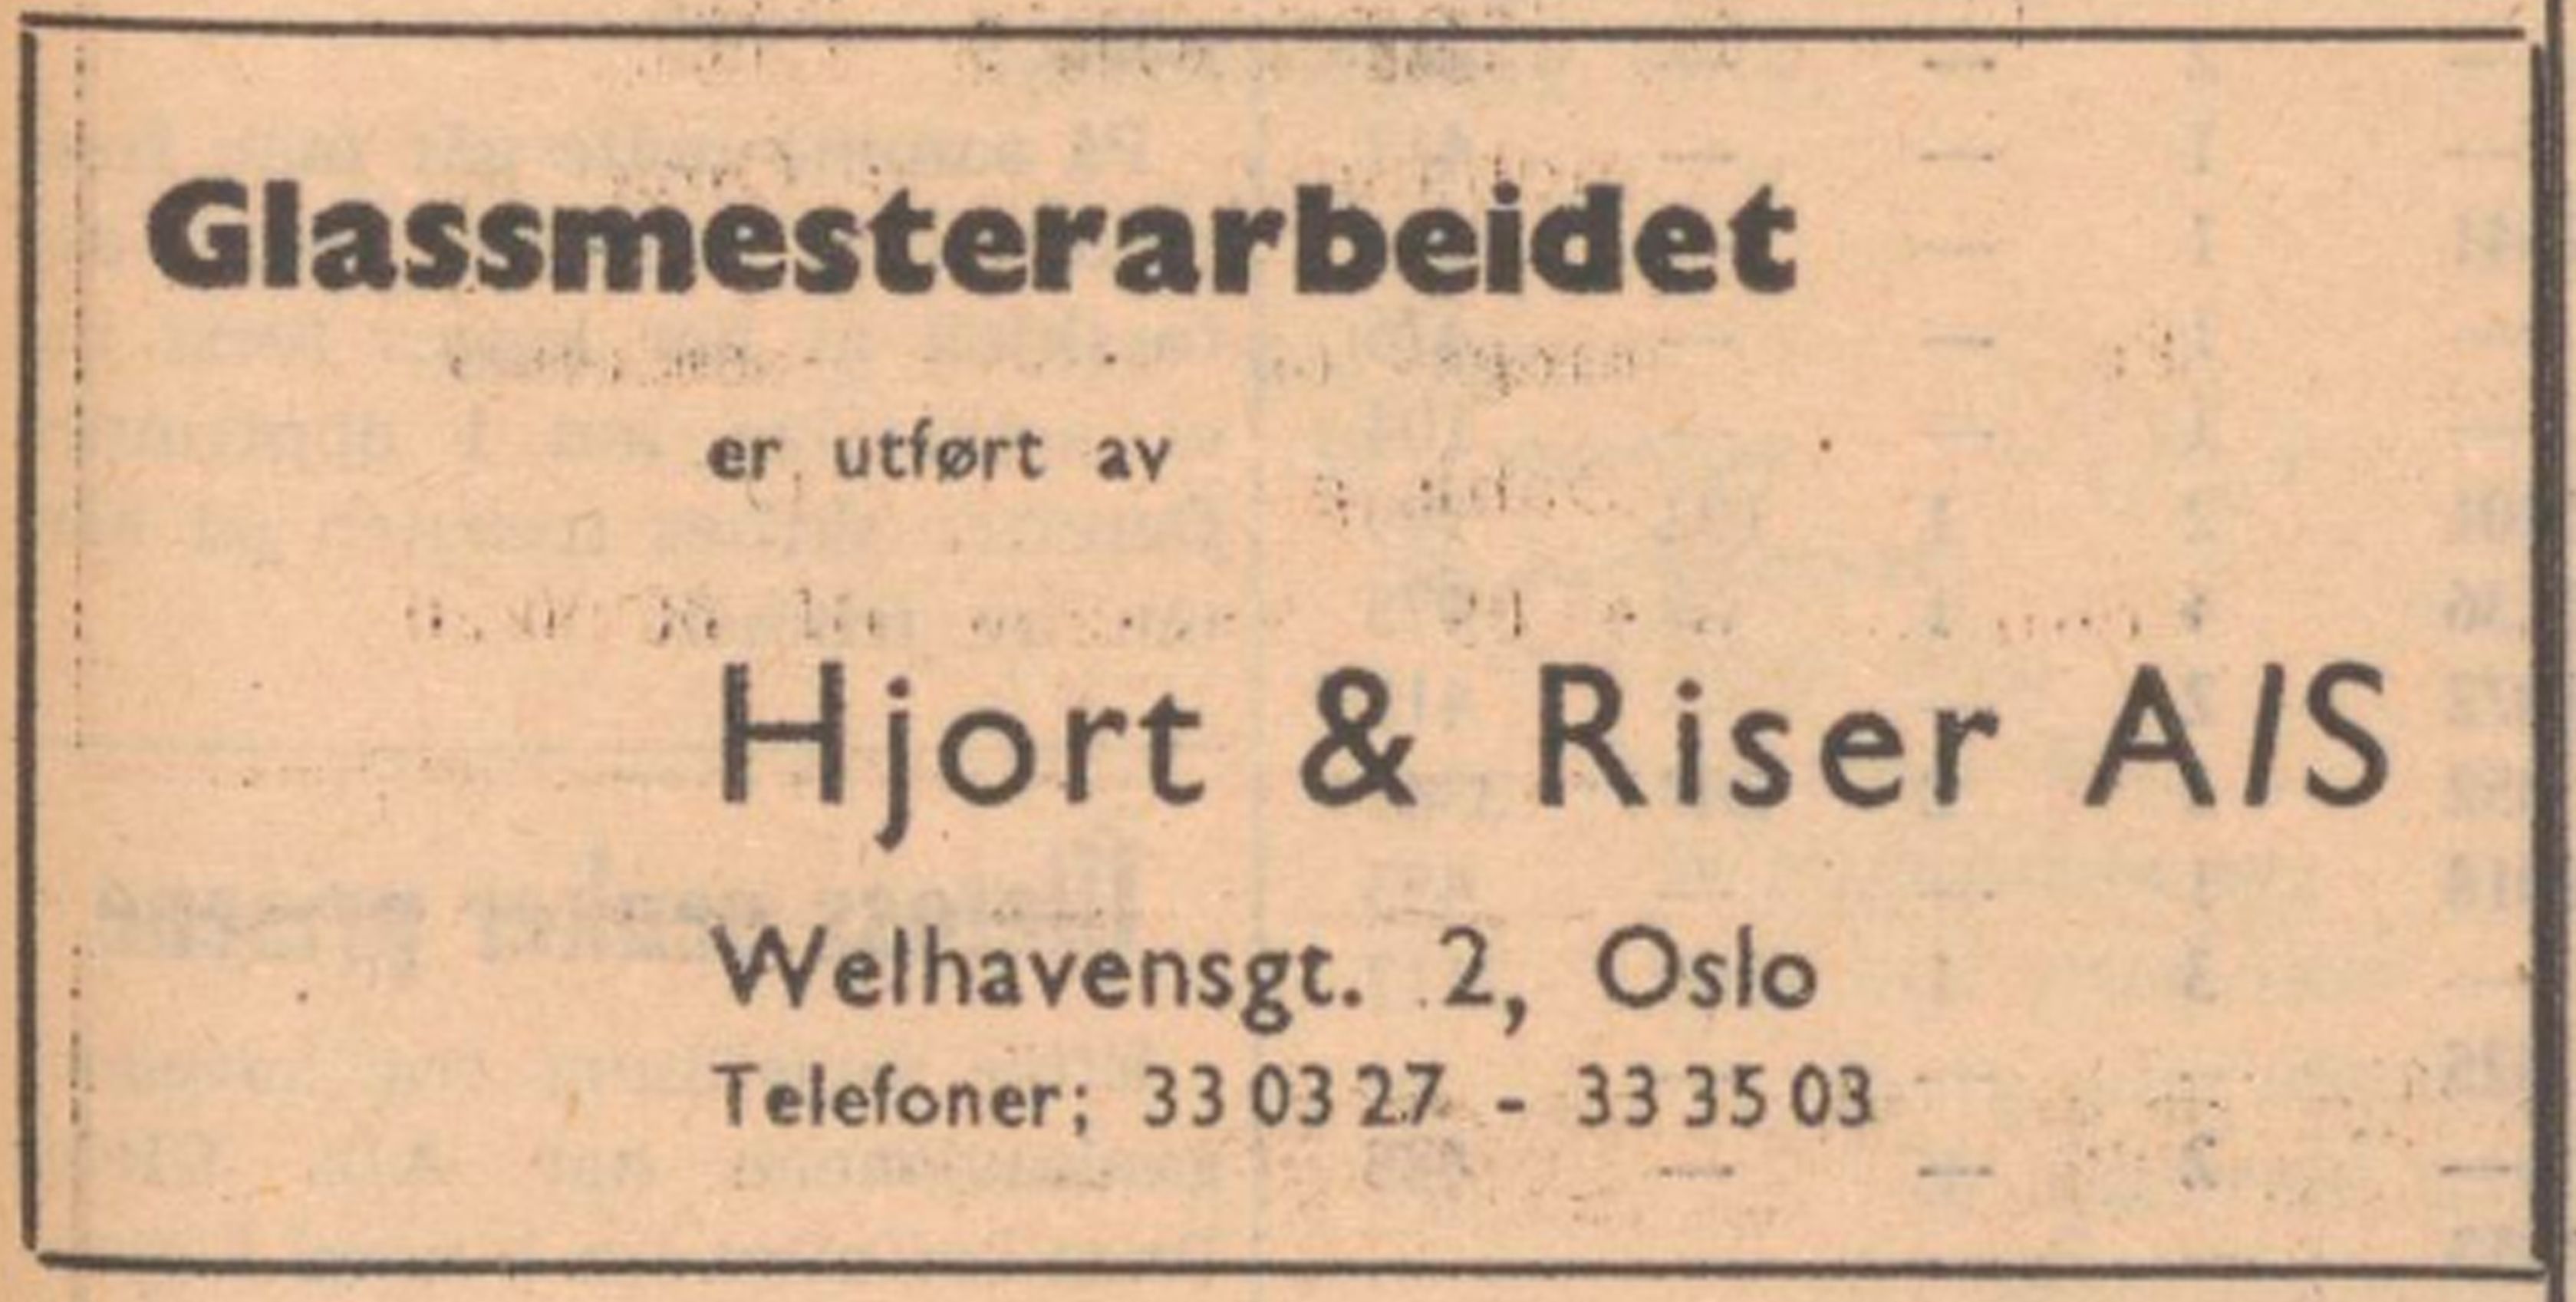 Glassmesterarbeidet
er utført av
Hjort & Riser A/S
Welhavensgt. 2, Oslo
Telefoner; 33 03 27 - 33 35 03